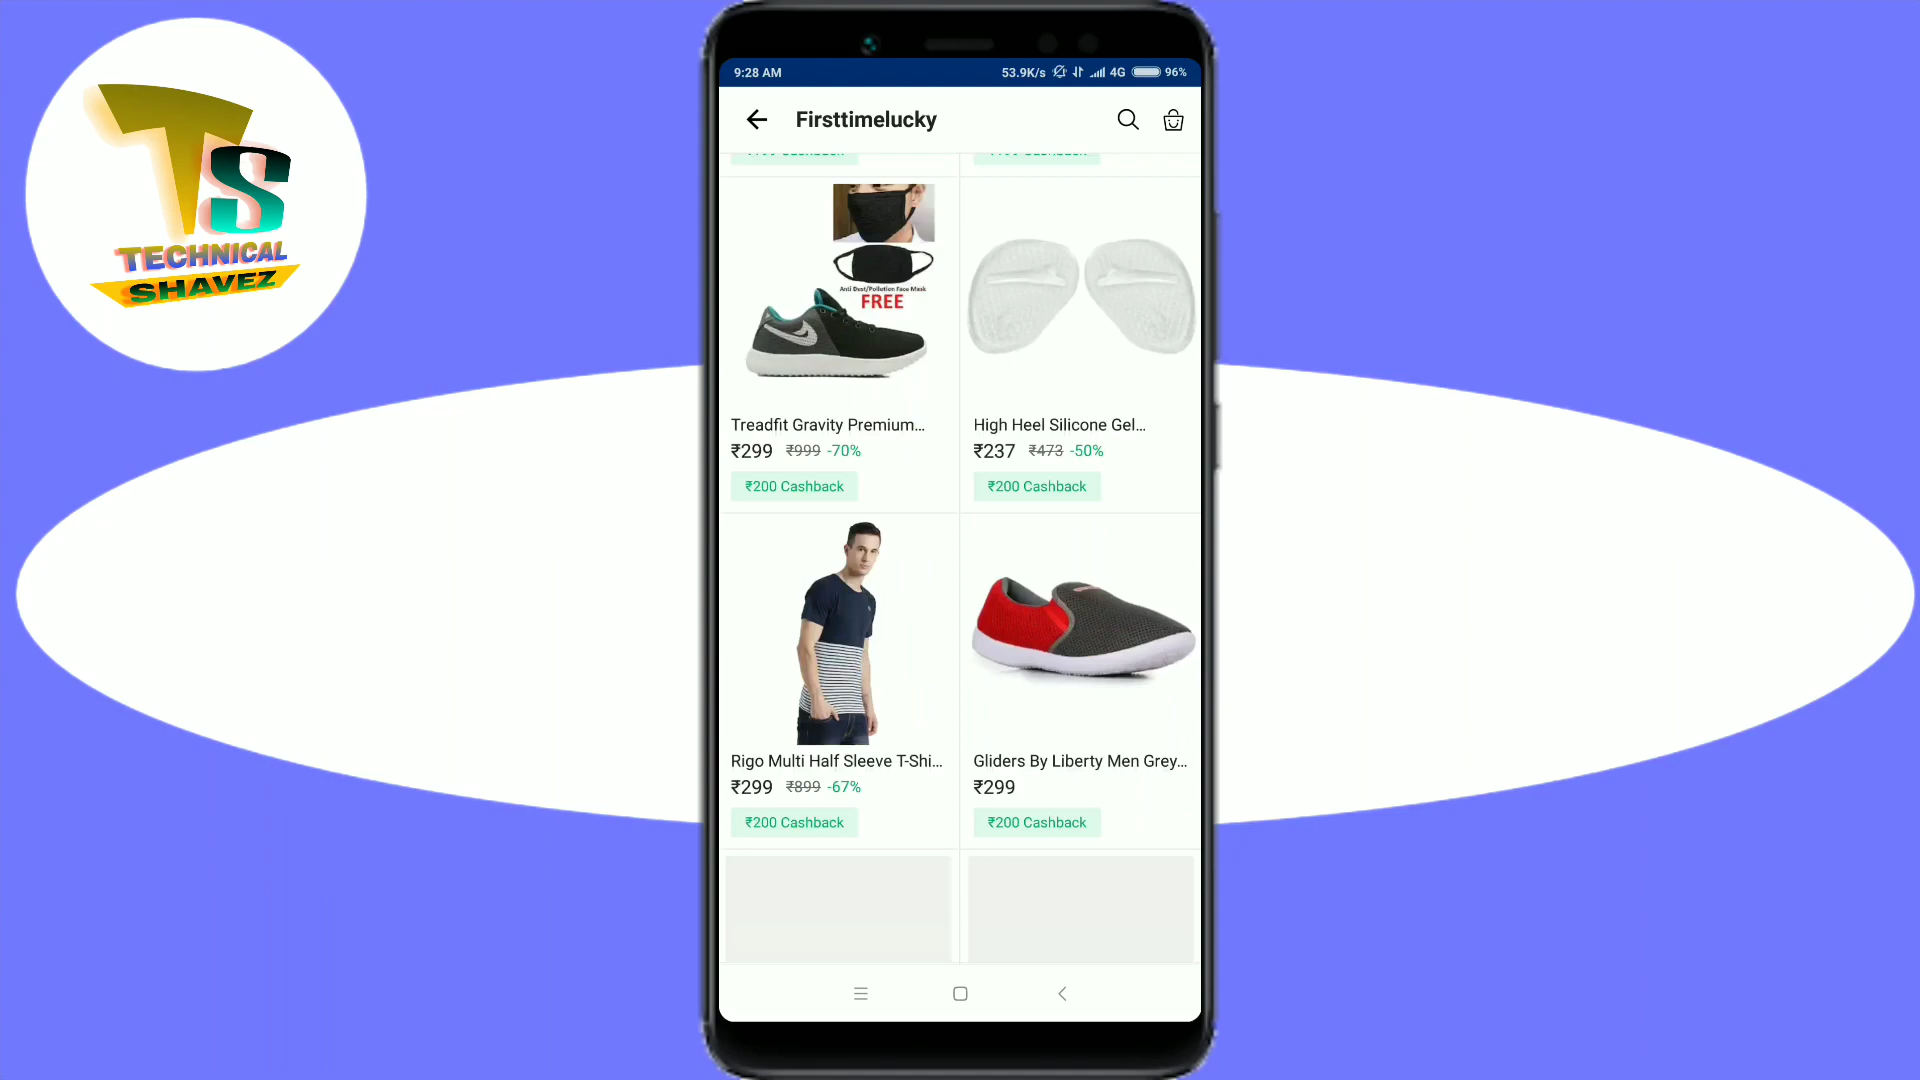 TS
TECHNICAL
SHAVEZ
9:28 AM
53.9K/s 4G 96%
Firsttimelucky
Anti Dust/Pollution Face Mask
FREE
Treadfit Gravity Premium...
₹299 ₹999 -70%
₹200 Cashback
High Heel Silicone Gel...
₹237 ₹473 -50%
₹200 Cashback
Rigo Multi Half Sleeve T-Shi...
₹299 ₹899 -67%
₹200 Cashback
Gliders By Liberty Men Grey...
₹299
₹200 Cashback